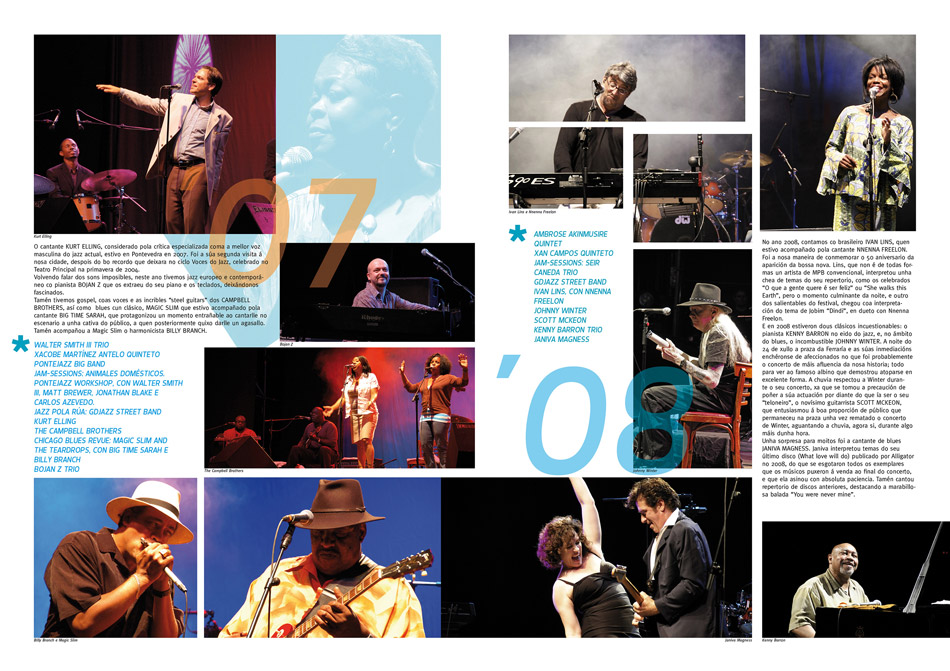 07
Kurt Elling
O cantante KURT ELLING, considerado pola crítica especializada coma a mellor voz
masculina do jazz actual, estivo en Pontevedra en 2007. Foi a súa segunda visita á
nosa cidade, despois do recordo que deixara no ciclo Voces do Jazz, celebrado no
Teatro Principal na primavera de 2004.
Volvendo falar dos sons imposibles, neste ano tivemos jazz europeo e contemporá-
neo co pianista BOJAN Z que os extraeu do seu piano e os teclados, deixándonos
fascinados.
Tamén tivemos gospel, coas voces e as incribles "steel guitars" dos CAMPBELL
BROTHERS, así como blues cun clásico, MAGIC SLIM que estivo acompañado pola
cantante BIG TIME SARAH, que protagonizou un momento entrañable ao cantarlle no
escenario a unha cativa do público, a quen posteriormente quixo darlle un agasallo.
Tamén acompañou a Magic Slim o harmonicista BILLY BRANCH.
Bojan Z
* WALTER SMITH III TRIO
XACOBE MARTÍNEZ ANTELO QUINTETO
PONTEJAZZ BIG BAND
JAM-SESSIONS: ANIMALES DOMÉSTICOS.
PONTEJAZZ WORKSHOP, CON WALTER SMITH
III, MATT BREWER, JONATHAN BLAKE E
CARLOS AZEVEDO.
JAZZ POLA RÚA: GDJAZZ STREET BAND
KURT ELLING
THE CAMPBELL BROTHERS
CHICAGO BLUES REVUE: MAGIC SLIM AND
THE TEARDROPS, CON BIG TIME SARAH E
BILLY BRANCH
BOJAN Z TRIO
The Campbell Brothers
Billy Branch e Magic Slim
Ivan Lins e Nnenna Freelon
* AMBROSE AKINMUSIRE
QUINTET
XAN CAMPOS QUINTETO
JAM-SESSIONS: SEIR
CANEDA TRIO
GDJAZZ STREET BAND
IVAN LINS, CON NNENNA
FREELON
JOHNNY WINTER
SCOTT MCKEON
KENNY BARRON TRIO
JANIVA MAGNESS
dw
'08
Johnny Winter
No ano 2008, contamos co brasileiro IVAN LINS, quen
estivo acompañado pola cantante NNENNA FREELON.
Foi a nosa maneira de conmemorar o 50 aniversario da
aparición da bossa nova. Lins, que non é de todas for-
mas un artista de MPB convencional, interpretou unha
chea de temas do seu repertorio, como os celebrados
"O que a gente quere é ser feliz" ou "She walks this
Earth", pero o momento culminante da noite, e outro
dos salientables do festival, chegou coa interpreta-
ción do tema de Jobim "Dindi", en dueto con Nnenna
Freelon.
E en 2008 estiveron dous clásicos incuestionables: o
pianista KENNY BARRON no eido do jazz, e, no ámbito
do blues, o incombustible JOHNNY WINTER. A noite do
24 de xullo a praza da Ferraría e as súas inmediacións
enchéronse de afeccionados no que foi probablemente
o concerto de máis afluencia da nosa historia; todo
para ver ao famoso albino que demostrou atoparse en
excelente forma. A chuvia respectou a Winter duran-
te o seu concerto, xa que se tomou a precaución de
poñer a súa actuación por diante do que ía ser o seu
"teloneiro", o novísimo guitarrista SCOTT MCKEON,
que entusiasmou á boa proporción de público que
permaneceu na praza unha vez rematado o concerto
de Winter, aguantando a chuvia, agora si, durante algo
máis dunha hora.
Unha sorpresa para moitos foi a cantante de blues
JANIVA MAGNESS. Janiva interpretou temas do seu
último disco (What love will do) publicado por Alligator
no 2008, do que se esgotaron todos os exemplares
que os músicos puxeron á venda ao final do concerto,
e que ela asinou con absoluta paciencia. Tamén cantou
repertorio de discos anteriores, destacando a marabillo-
sa balada "You were never mine".
Janiva Magness
Kenny Barron